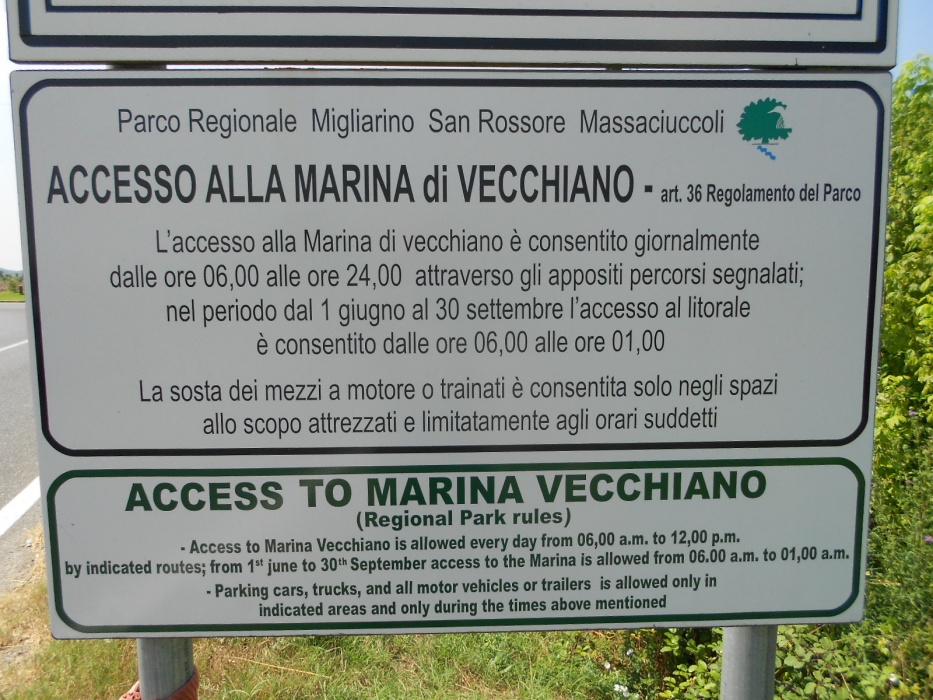 Parco Regionale Migliarino San Rossore Massaciuccoli
ACCESSO ALLA MARINA di VECCHIANO - art. 36 Regolamento del Parco
L'accesso alla Marina di vecchiano è consentito giornalmente
dalle ore 06,00 alle ore 24,00 attraverso gli appositi percorsi segnalati;
nel periodo dal 1 giugno al 30 settembre l'accesso al litorale
è consentito dalle ore 06,00 alle ore 01,00
La sosta dei mezzi a motore o trainati è consentita solo negli spazi
allo scopo attrezzati e limitatamente agli orari suddetti
ACCESS TO MARINA VECCHIANO
(Regional Park rules)
- Access to Marina Vecchiano is allowed every day from 06,00 a.m. to 12,00 p.m.
by indicated routes; from 1st june to 30th September access to the Marina is allowed from 06.00 a.m. to 01,00 a.m.
- Parking cars, trucks, and all motor vehicles or trailers is allowed only in
indicated areas and only during the times above mentioned